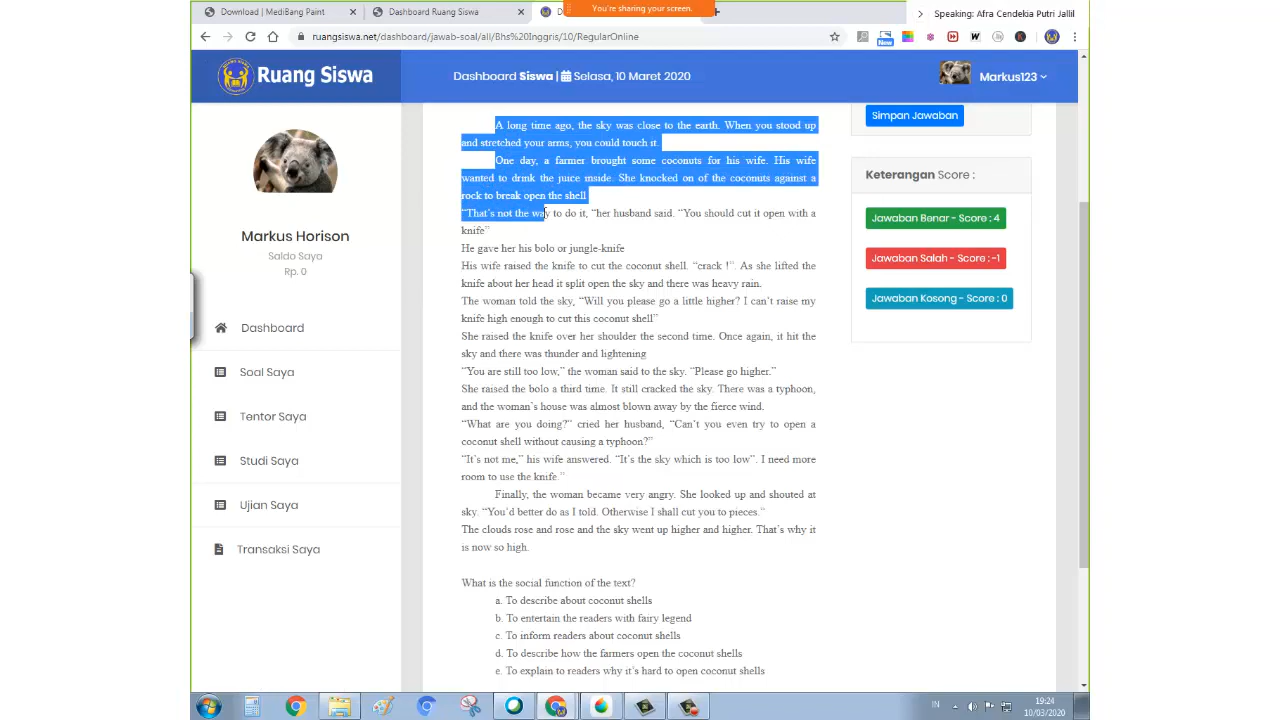 Download | MediBang Paint
Dashboard Ruang Siswa
You're sharing your screen.
Speaking: Afra Cendekia Putri Jallil
ruangsiswa.net/dashboard/jawab-soal/all/Bhs%20Inggris/10/RegularOnline
New
Ruang Siswa
Dashboard Siswa | Selasa, 10 Maret 2020
Markus123
Markus Horison
Saldo Saya
Rp. 0
Dashboard
Soal Saya
Tentor Saya
Studi Saya
Ujian Saya
Transaksi Saya
A long time ago, the sky was close to the earth. When you stood up
and stretched your arms, you could touch it.
One day, a farmer brought some coconuts for his wife. His wife
wanted to drink the juice inside. She knocked on of the coconuts against a
rock to break open the shell
“That’s not the way to do it, “her husband said. “You should cut it open with a
knife”
He gave her his bolo or jungle-knife
His wife raised the knife to cut the coconut shell. “crack !”. As she lifted the
knife about her head it split open the sky and there was heavy rain.
The woman told the sky, “Will you please go a little higher? I can’t raise my
knife high enough to cut this coconut shell”
She raised the knife over her shoulder the second time. Once again, it hit the
sky and there was thunder and lightening
“You are still too low,” the woman said to the sky. “Please go higher.”
She raised the bolo a third time. It still cracked the sky. There was a typhoon,
and the woman’s house was almost blown away by the fierce wind.
“What are you doing?” cried her husband, “Can’t you even try to open a
coconut shell without causing a typhoon?”
“It’s not me,” his wife answered. “It’s the sky which is too low”. I need more
room to use the knife.”
Finally, the woman became very angry. She looked up and shouted at
sky. “You’d better do as I told. Otherwise I shall cut you to pieces.”
The clouds rose and rose and the sky went up higher and higher. That’s why it
is now so high.
What is the social function of the text?
a. To describe about coconut shells
b. To entertain the readers with fairy legend
c. To inform readers about coconut shells
d. To describe how the farmers open the coconut shells
e. To explain to readers why it’s hard to open coconut shells
Simpan Jawaban
Keterangan Score :
Jawaban Benar - Score : 4
Jawaban Salah - Score : -1
Jawaban Kosong - Score : 0
IN
19:24
10/03/2020